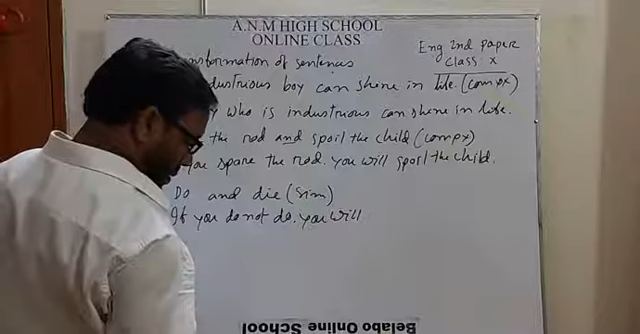 A.N.M HIGH SCHOOL
ONLINE CLASS
Eng 2nd paper
Class: x
of sentences
boy can shine in life. (compx)
who is industrious can shine in life.
the rod and spoil the child (compx)
you spare the rod. you will spoil the child.
Do and die (Sim)
If you do not do. you will
Belabo Online School